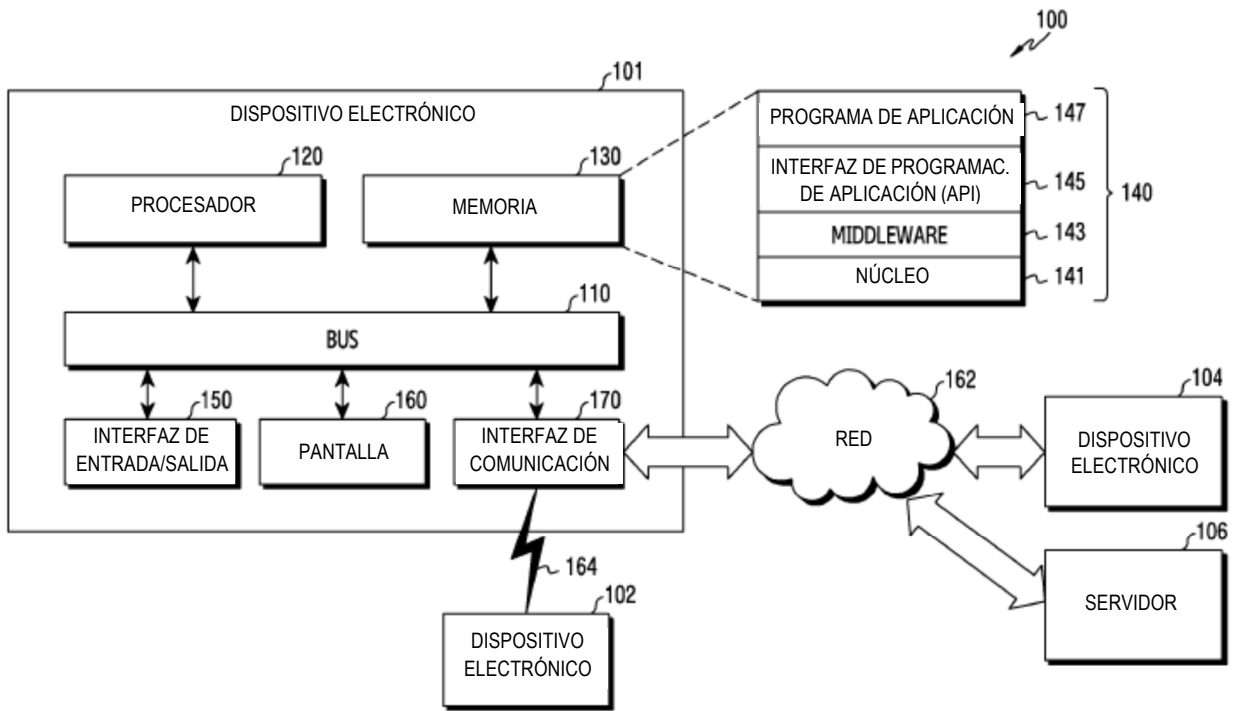 100
101
DISPOSITIVO ELECTRÓNICO
120
PROCESADOR
130
MEMORIA
PROGRAMA DE APLICACIÓN
147
INTERFAZ DE PROGRAMAC.
DE APLICACIÓN (API)
145
MIDDLEWARE
143
NÚCLEO
141
140
110
BUS
150
INTERFAZ DE
ENTRADA/SALIDA
160
PANTALLA
170
INTERFAZ DE
COMUNICACIÓN
162
RED
104
DISPOSITIVO
ELECTRÓNICO
106
SERVIDOR
164
102
DISPOSITIVO
ELECTRÓNICO